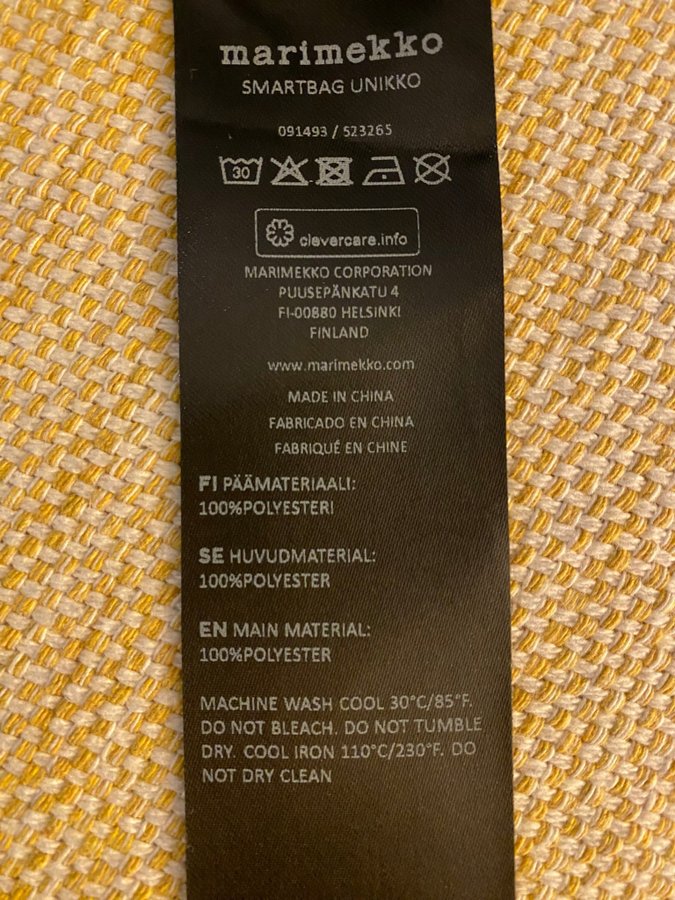 marimekko
SMARTBAG UNIKKO
091493 / 523265
30
clevercare.info
MARIMEKKO CORPORATION
PUUSEPÄNKATU 4
FI-00880 HELSINKI
FINLAND
www.marimekko.com
MADE IN CHINA
FABRICADO EN CHINA
FABRIQUÉ EN CHINE
FI PÄÄMATERIAALI:
100%POLYESTERI
SE HUVUDMATERIAL:
100%POLYESTER
EN MAIN MATERIAL:
100%POLYESTER
MACHINE WASH COOL 30°C/85°F.
DO NOT BLEACH. DO NOT TUMBLE
DRY. COOL IRON 110°C/230°F. DO
NOT DRY CLEAN